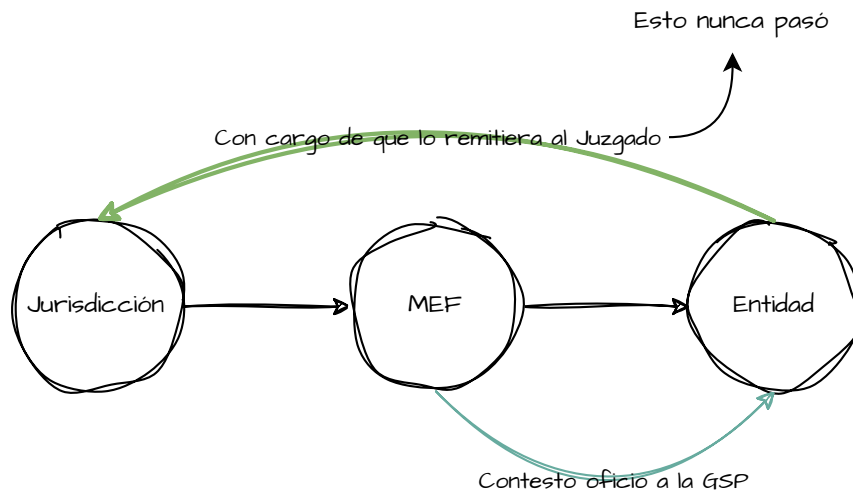 Esto nunca pasó
Con cargo de que lo remitiera al Juzgado
Jurisdicción
MEF
Entidad
Contesto oficio a la GSP